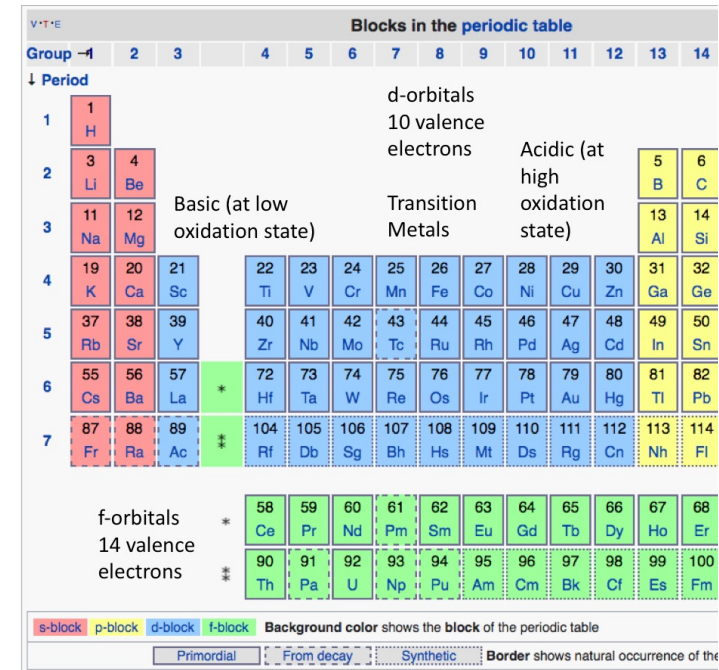 V·T·E Blocks in the periodic table
Group → 1 2 3 4 5 6 7 8 9 10 11 12 13 14
↓ Period
d-orbitals
10 valence
electrons
Acidic (at
high
oxidation
state)
Basic (at low
oxidation state)
Transition
Metals
1 1
H
2 3 4 5 6
Li Be B C
3 11 12 13 14
Na Mg Al Si
4 19 20 21 22 23 24 25 26 27 28 29 30 31 32
K Ca Sc Ti V Cr Mn Fe Co Ni Cu Zn Ga Ge
5 37 38 39 40 41 42 43 44 45 46 47 48 49 50
Rb Sr Y Zr Nb Mo Tc Ru Rh Pd Ag Cd In Sn
6 55 56 57 * 72 73 74 75 76 77 78 79 80 81 82
Cs Ba La Hf Ta W Re Os Ir Pt Au Hg Tl Pb
7 87 88 89 ⁑ 104 105 106 107 108 109 110 111 112 113 114
Fr Ra Ac Rf Db Sg Bh Hs Mt Ds Rg Cn Nh Fl
f-orbitals
14 valence
electrons
* 58 59 60 61 62 63 64 65 66 67 68
Ce Pr Nd Pm Sm Eu Gd Tb Dy Ho Er
⁑ 90 91 92 93 94 95 96 97 98 99 100
Th Pa U Np Pu Am Cm Bk Cf Es Fm
s-block p-block d-block f-block Background color shows the block of the periodic table
Primordial From decay Synthetic Border shows natural occurrence of the